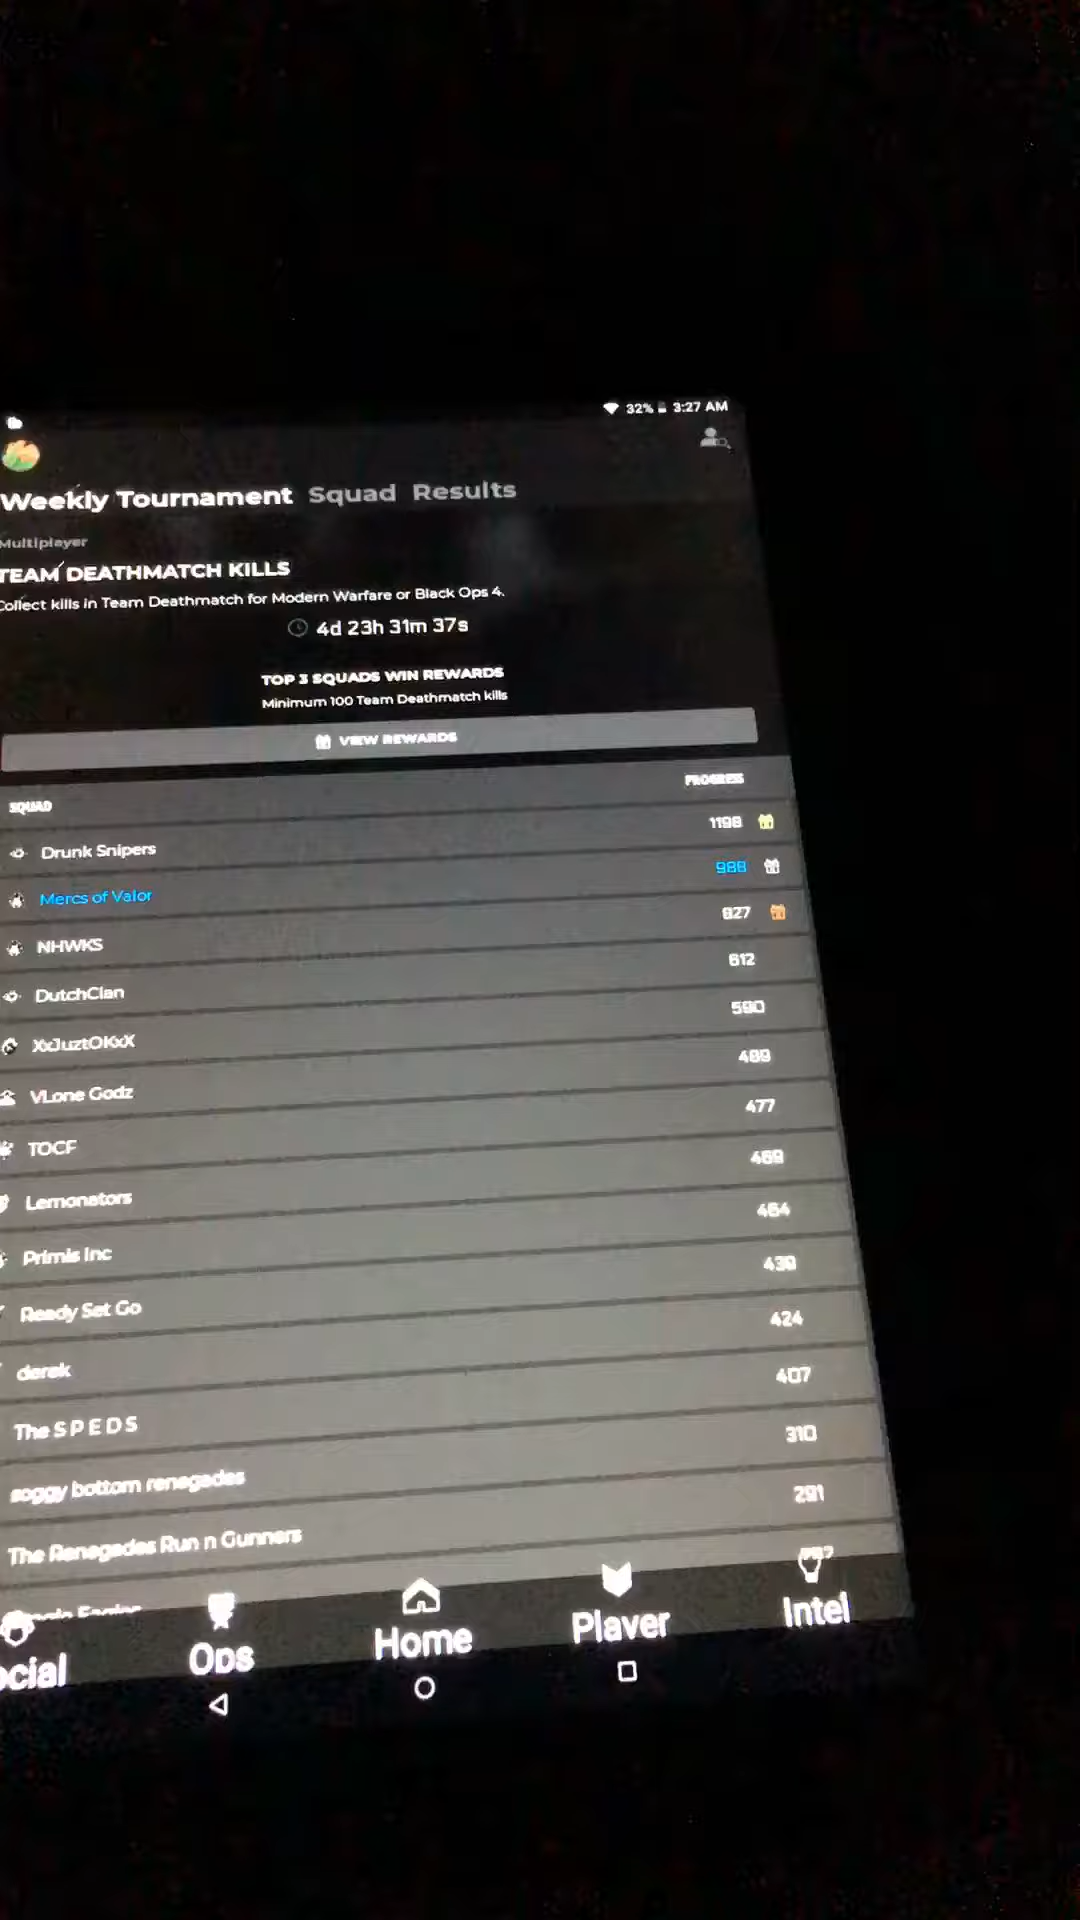 32% 3:27 AM
Weekly Tournament Squad Results
Multiplayer
TEAM DEATHMATCH KILLS
Collect kills in Team Deathmatch for Modern Warfare or Black Ops 4.
4d 23h 31m 37s
TOP 3 SQUADS WIN REWARDS
Minimum 100 Team Deathmatch kills
VIEW REWARDS
SQUAD PROGRESS
Drunk Snipers 1198
Mercs of Valor 988
NHWKS 827
DutchClan 612
XxJuztOKxX 590
VLone Godz 489
TOCF 477
Lemonators 469
Primis Inc 464
Ready Set Go 439
derek 424
The S P E D S 407
soggy bottom renegades 310
The Renegades Run n Gunners 291
ocial Ops Home Player Intel